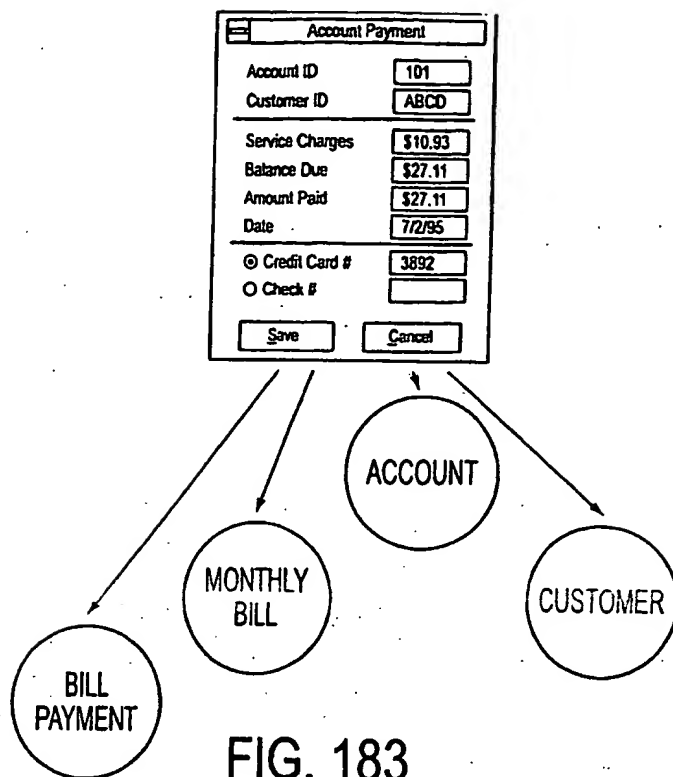 Account Payment
Account ID 101
Customer ID ABCD
Service Charges $10.93
Balance Due $27.11
Amount Paid $27.11
Date 7/2/95
Credit Card # 3892
Check #
Save Cancel
ACCOUNT
MONTHLY
BILL
CUSTOMER
BILL
PAYMENT
FIG. 183